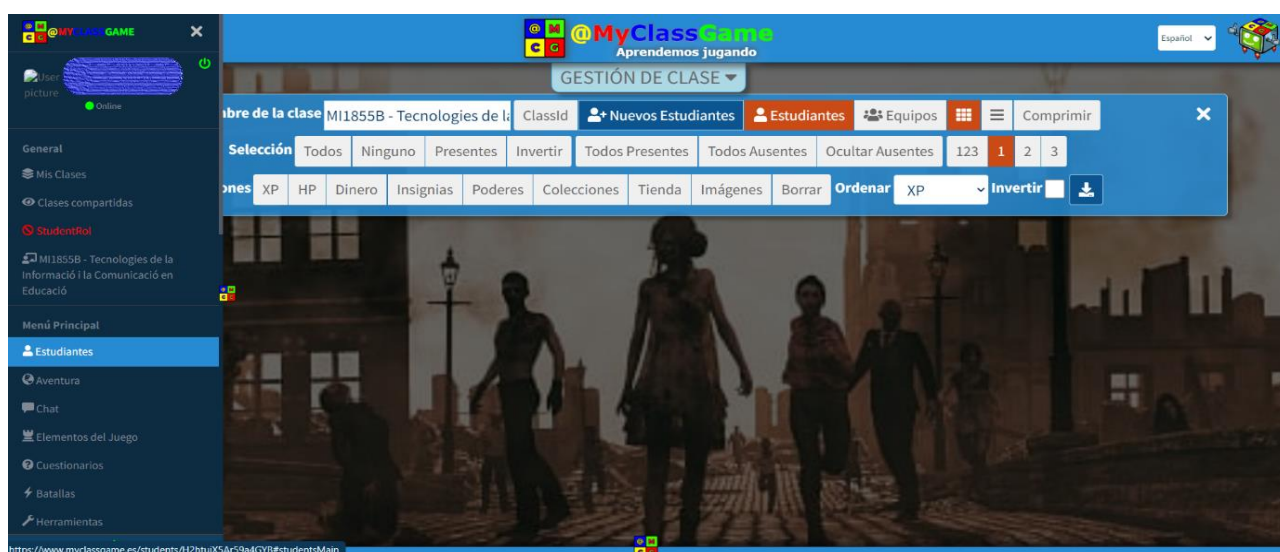 @MYCLASSGAME
User
picture
Online
General
Mis Clases
Clases compartidas
StudentRol
MI1855B - Tecnologies de la
Informació i la Comunicació en
Educació
Menú Principal
Estudiantes
Aventura
Chat
Elementos del Juego
Cuestionarios
Batallas
Herramientas
https://www.myclassgame.es/students/H2htujX5Ar59a4GYB#studentsMain
@ M
C G
@MyClassGame
Aprendemos jugando
Español
GESTIÓN DE CLASE
mbre de la clase MI1855B - Tecnologies de la ClassId Nuevos Estudiantes Estudiantes Equipos Comprimir
Selección Todos Ninguno Presentes Invertir Todos Presentes Todos Ausentes Ocultar Ausentes 123 1 2 3
ones XP HP Dinero Insignias Poderes Colecciones Tienda Imágenes Borrar Ordenar XP Invertir